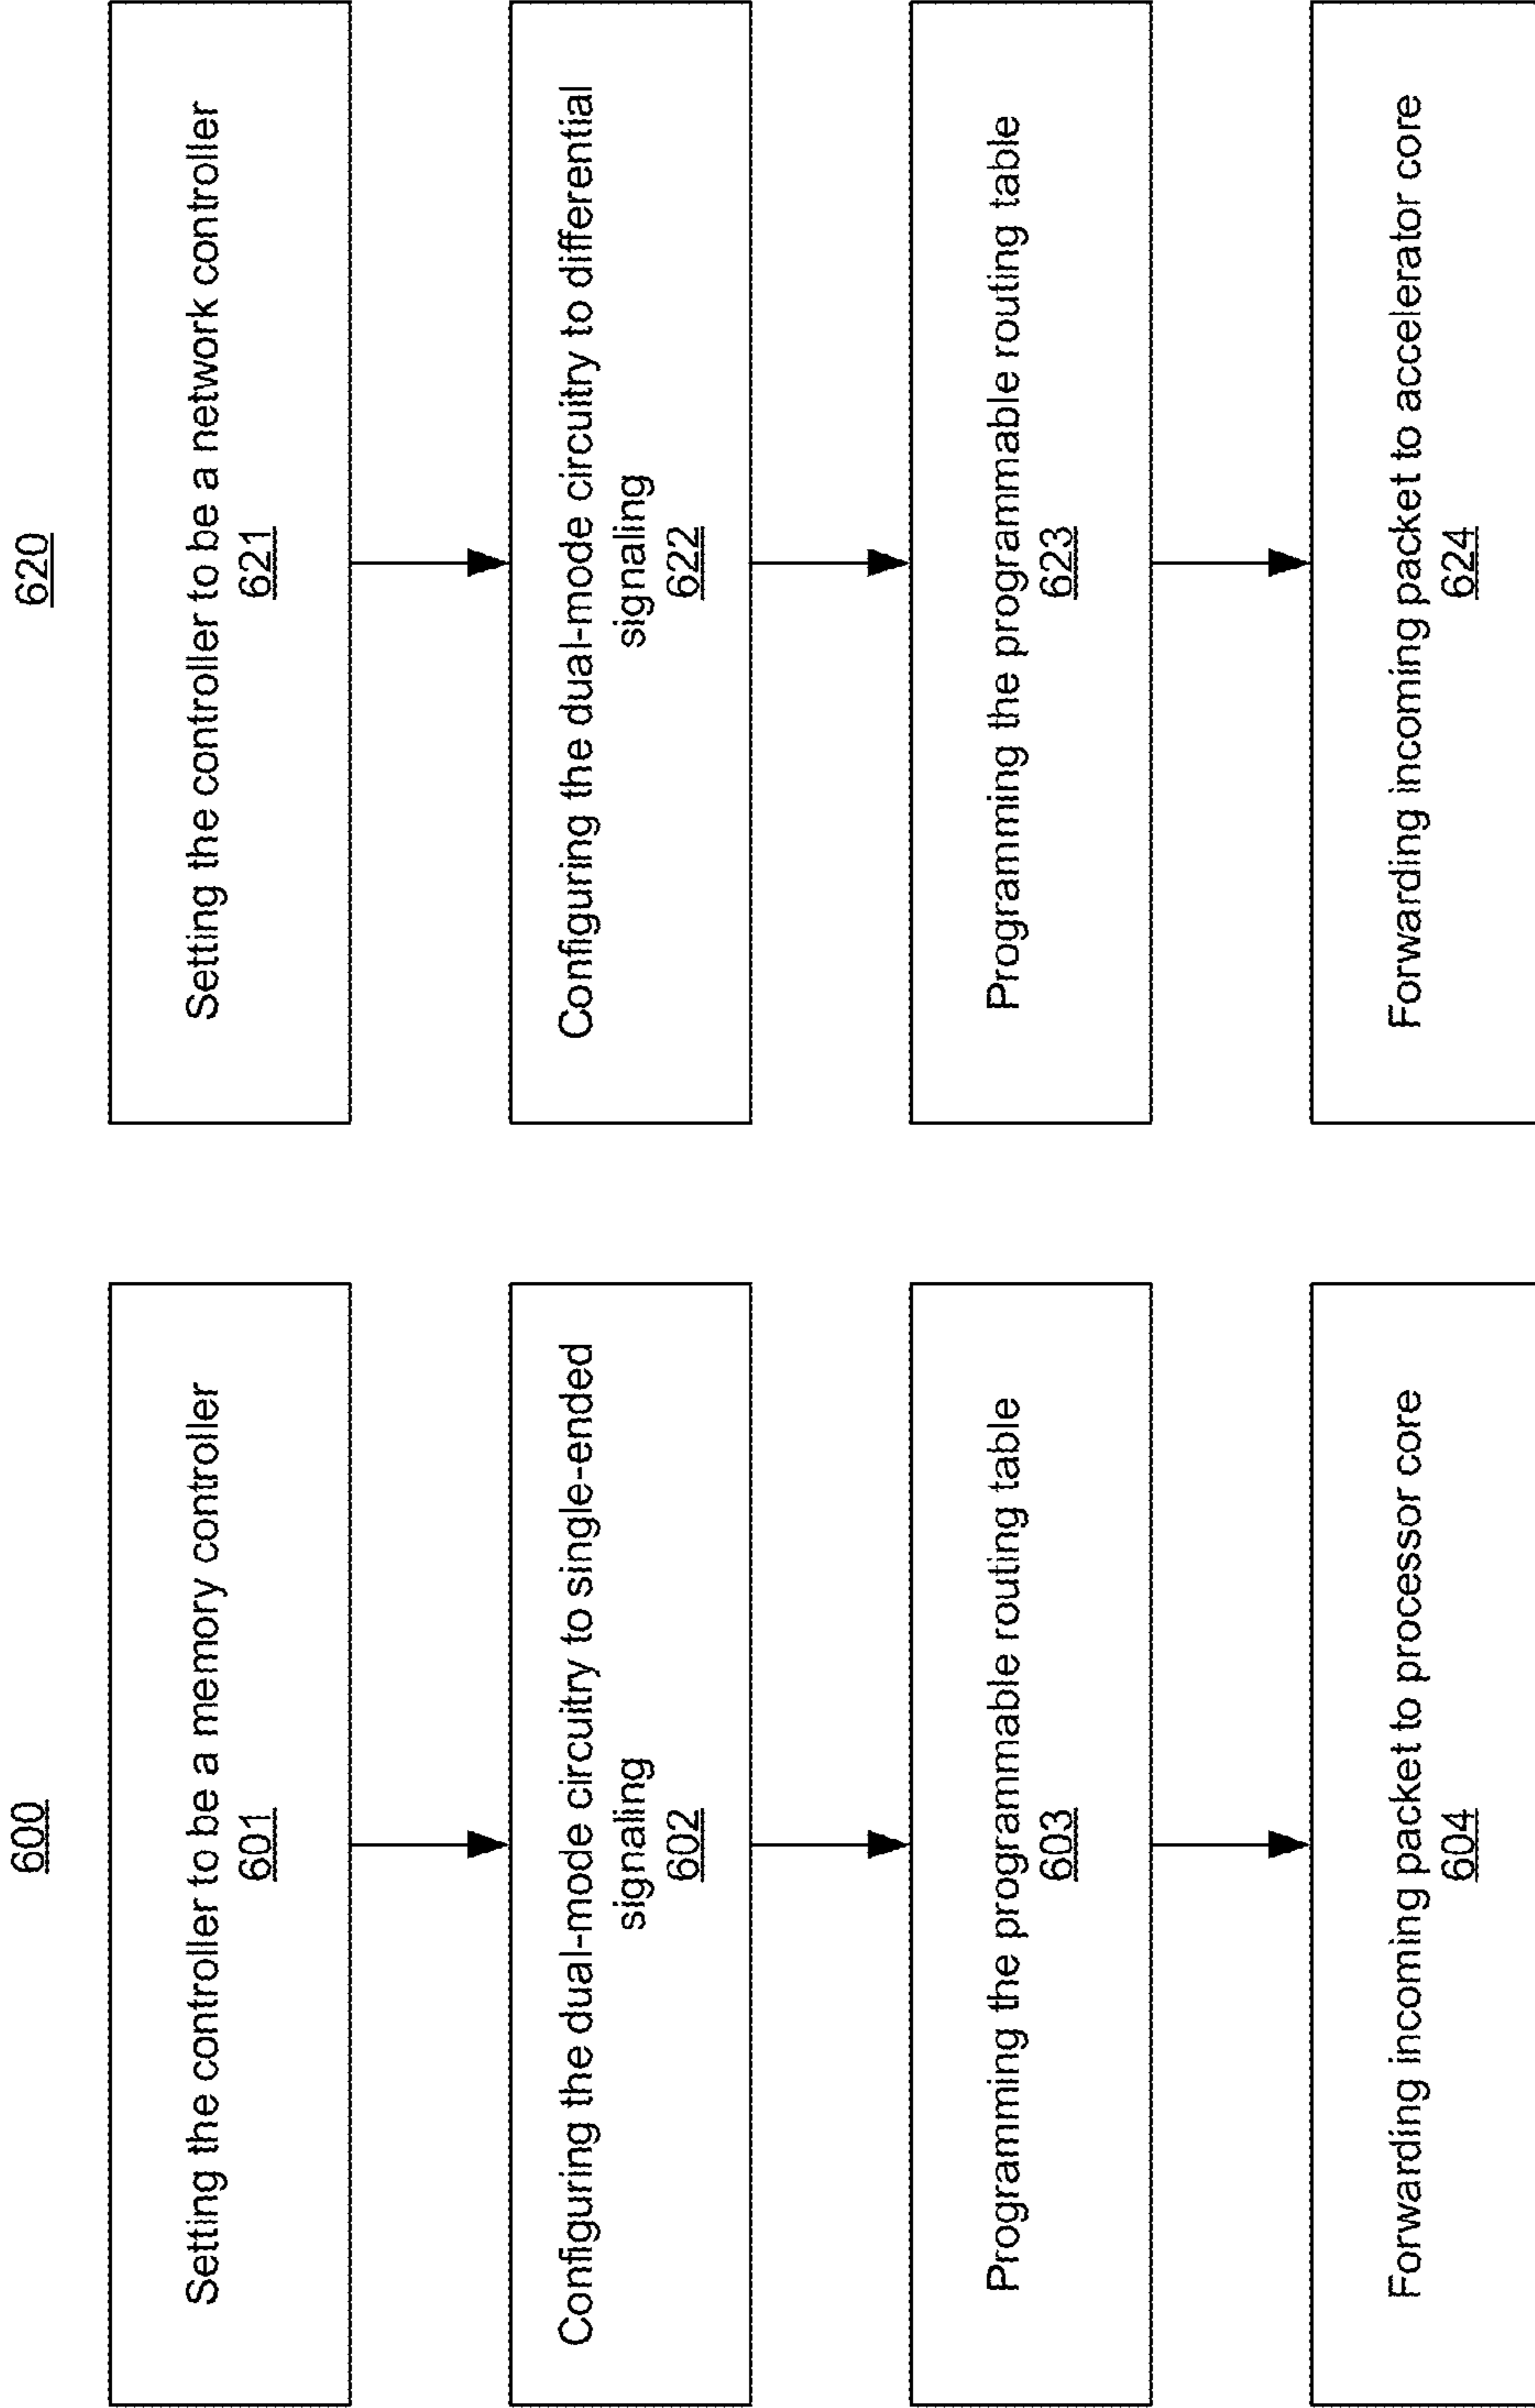 600
Setting the controller to be a memory controller
601
Configuring the dual-mode circuitry to single-ended
signaling
602
Programming the programmable routing table
603
Forwarding incoming packet to processor core
604
620
Setting the controller to be a network controller
621
Configuring the dual-mode circuitry to differential
signaling
622
Programming the programmable routing table
623
Forwarding incoming packet to accelerator core
624